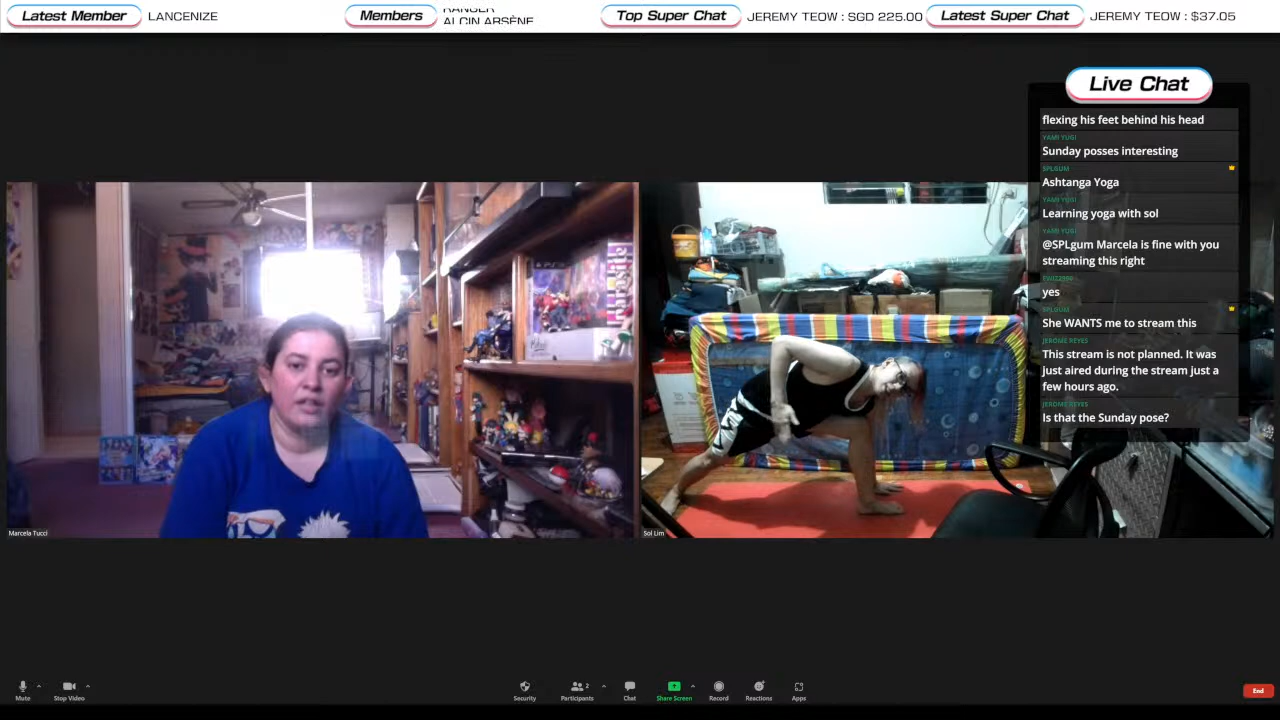 Latest Member
LANCENIZE
Members
RANGER
ALCIN ARSÈNE
Top Super Chat
JEREMY TEOW : SGD 225.00
Latest Super Chat
JEREMY TEOW : $37.05
Live Chat
flexing his feet behind his head
YAMI YUGI
Sunday posses interesting
SPLGUM
Ashtanga Yoga
YAMI YUGI
Learning yoga with sol
YAMI YUGI
@SPLgum Marcela is fine with you
streaming this right
yes
SPLGUM
She WANTS me to stream this
JEROME REYES
This stream is not planned. It was
just aired during the stream just a
few hours ago.
JEROME REYES
Is that the Sunday pose?
Marcela Tucci
Sol Lim
Mute
Stop Video
Security
Participants
2
Chat
Share Screen
Record
Reactions
Apps
End